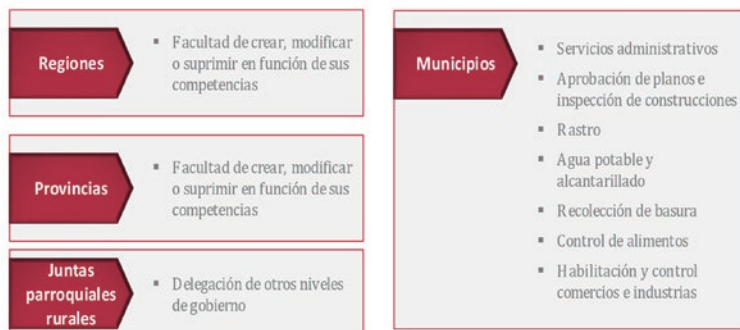 Regiones
▪ Facultad de crear, modificar
o suprimir en función de sus
competencias
Provincias
▪ Facultad de crear, modificar
o suprimir en función de sus
competencias
Juntas
parroquiales
rurales
▪ Delegación de otros niveles
de gobierno
Municipios
▪ Servicios administrativos
▪ Aprobación de planos e
inspección de construcciones
▪ Rastro
▪ Agua potable y
alcantarillado
▪ Recolección de basura
▪ Control de alimentos
▪ Habilitación y control
comercios e industrias